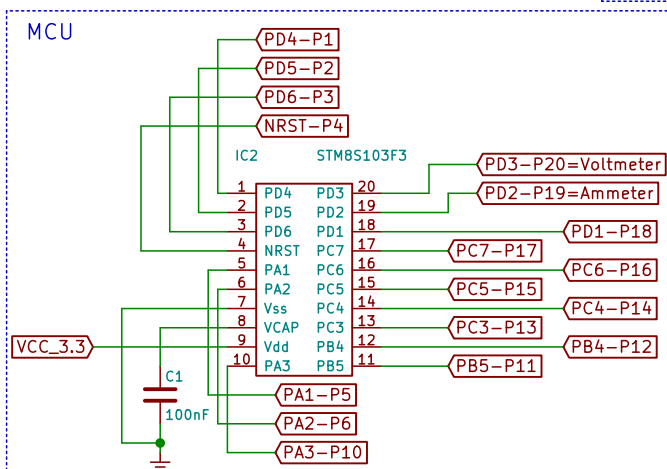 MCU
PD4-P1
PD5-P2
PD6-P3
NRST-P4
IC2 STM8S103F3
PD3-P20=Voltmeter
PD2-P19=Ammeter
1 PD4 PD3 20
2 PD5 PD2 19
3 PD6 PD1 18 PD1-P18
4 NRST PC7 17 PC7-P17
5 PA1 PC6 16 PC6-P16
6 PA2 PC5 15 PC5-P15
7 Vss PC4 14 PC4-P14
8 VCAP PC3 13 PC3-P13
VCC_3.3 9 Vdd PB4 12 PB4-P12
10 PA3 PB5 11 PB5-P11
C1
100nF
PA1-P5
PA2-P6
PA3-P10